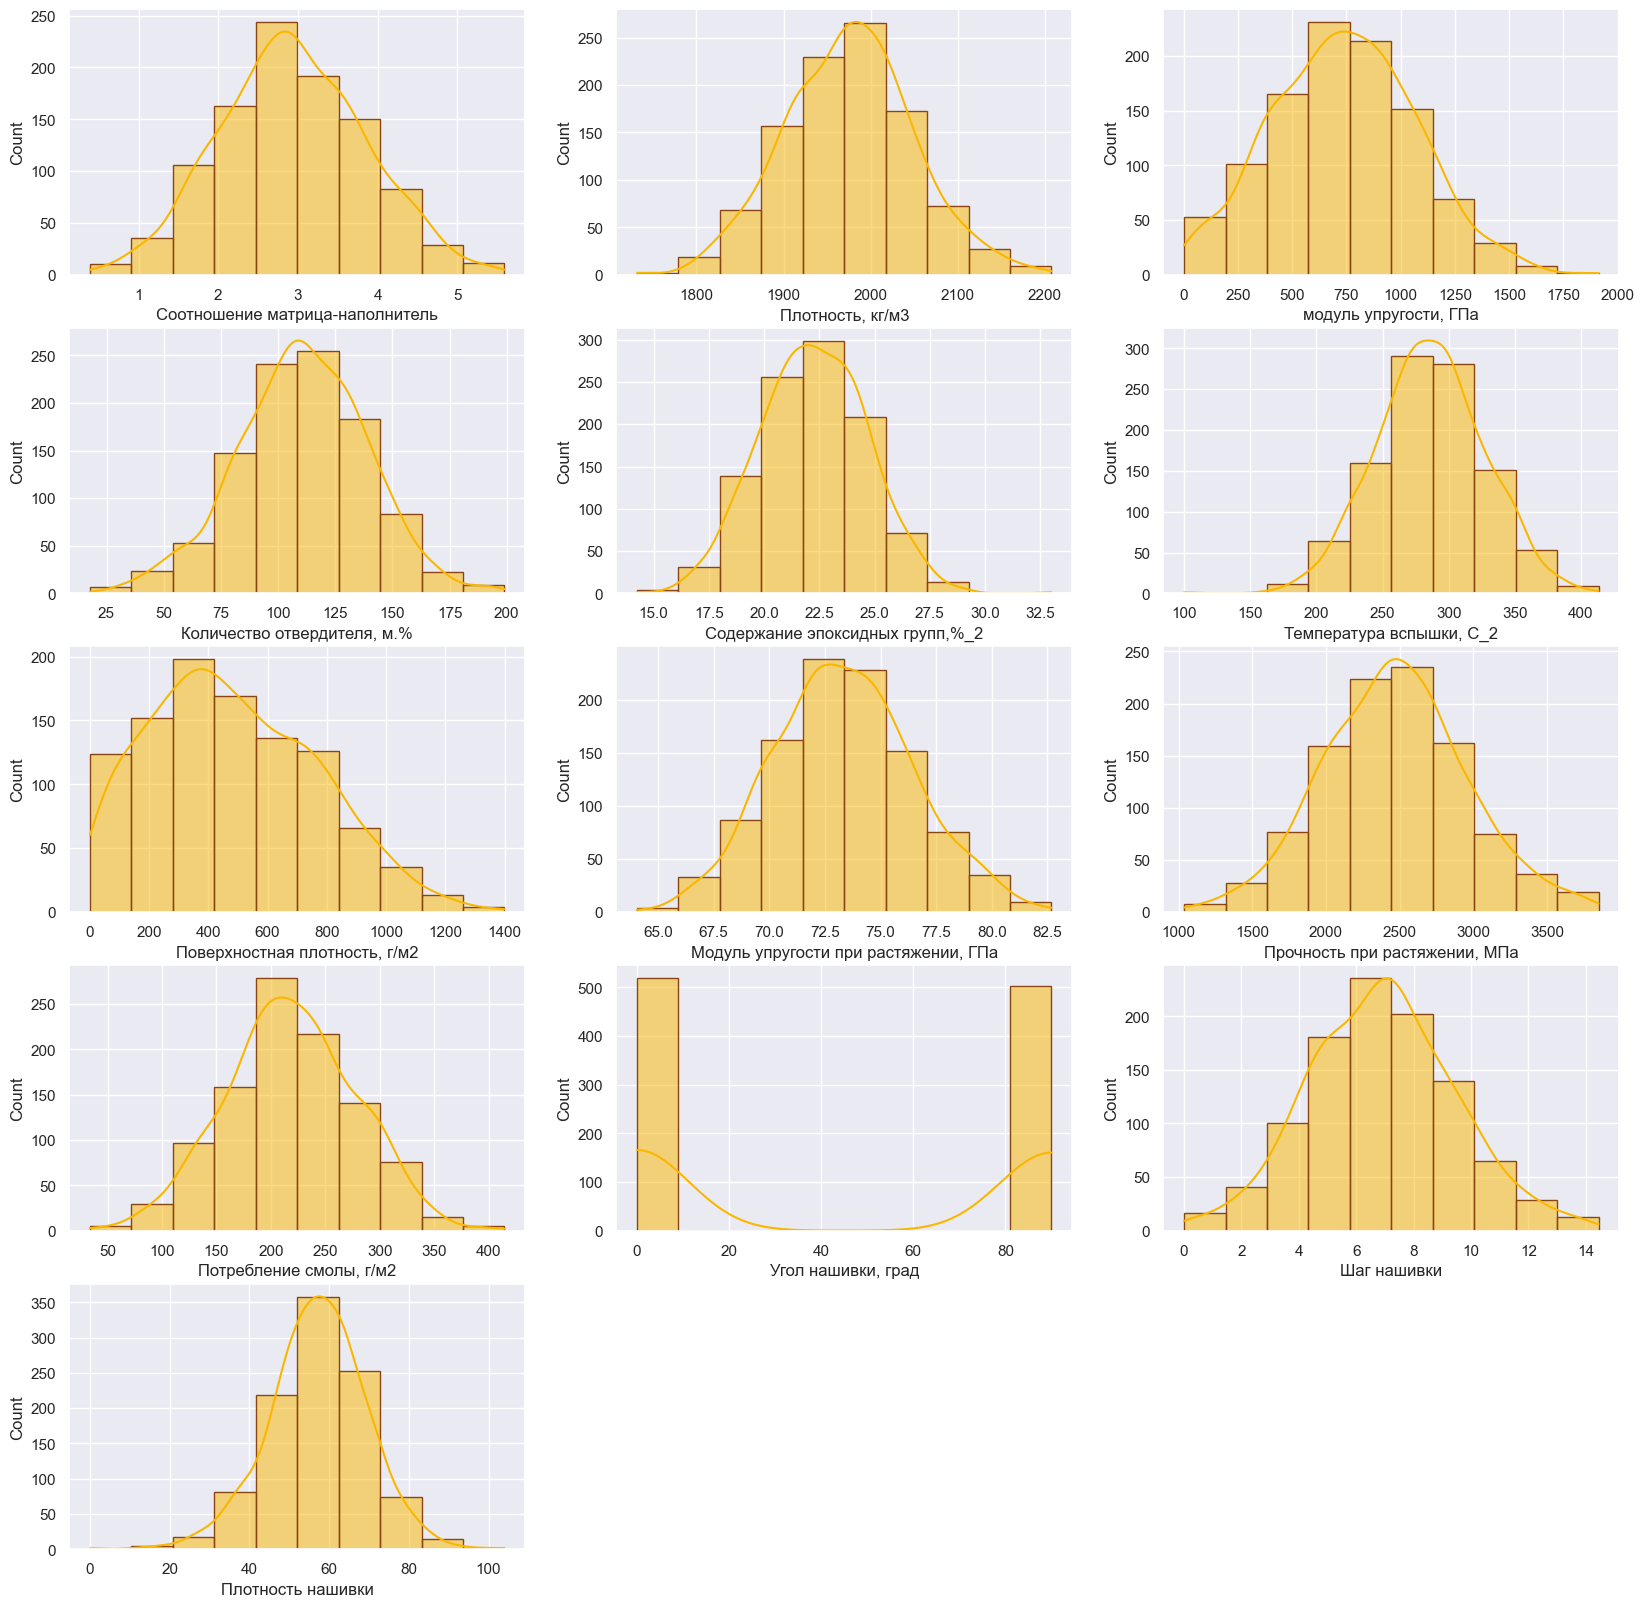 250
200
150
100
50
0
Count
1 2 3 4 5
Соотношение матрица-наполнитель
250
200
150
100
50
0
Count
1800 1900 2000 2100 2200
Плотность, кг/м3
200
150
100
50
0
Count
0 250 500 750 1000 1250 1500 1750 2000
модуль упругости, ГПа
250
200
150
100
50
0
Count
25 50 75 100 125 150 175 200
Количество отвердителя, м.%
300
250
200
150
100
50
0
Count
15.0 17.5 20.0 22.5 25.0 27.5 30.0 32.5
Содержание эпоксидных групп,%_2
300
250
200
150
100
50
0
Count
100 150 200 250 300 350 400
Температура вспышки, С_2
200
150
100
50
0
Count
0 200 400 600 800 1000 1200 1400
Поверхностная плотность, г/м2
200
150
100
50
0
Count
65.0 67.5 70.0 72.5 75.0 77.5 80.0 82.5
Модуль упругости при растяжении, ГПа
250
200
150
100
50
0
Count
1000 1500 2000 2500 3000 3500
Прочность при растяжении, МПа
250
200
150
100
50
0
Count
50 100 150 200 250 300 350 400
Потребление смолы, г/м2
500
400
300
200
100
0
Count
0 20 40 60 80
Угол нашивки, град
200
150
100
50
0
Count
0 2 4 6 8 10 12 14
Шаг нашивки
350
300
250
200
150
100
50
0
Count
0 20 40 60 80 100
Плотность нашивки